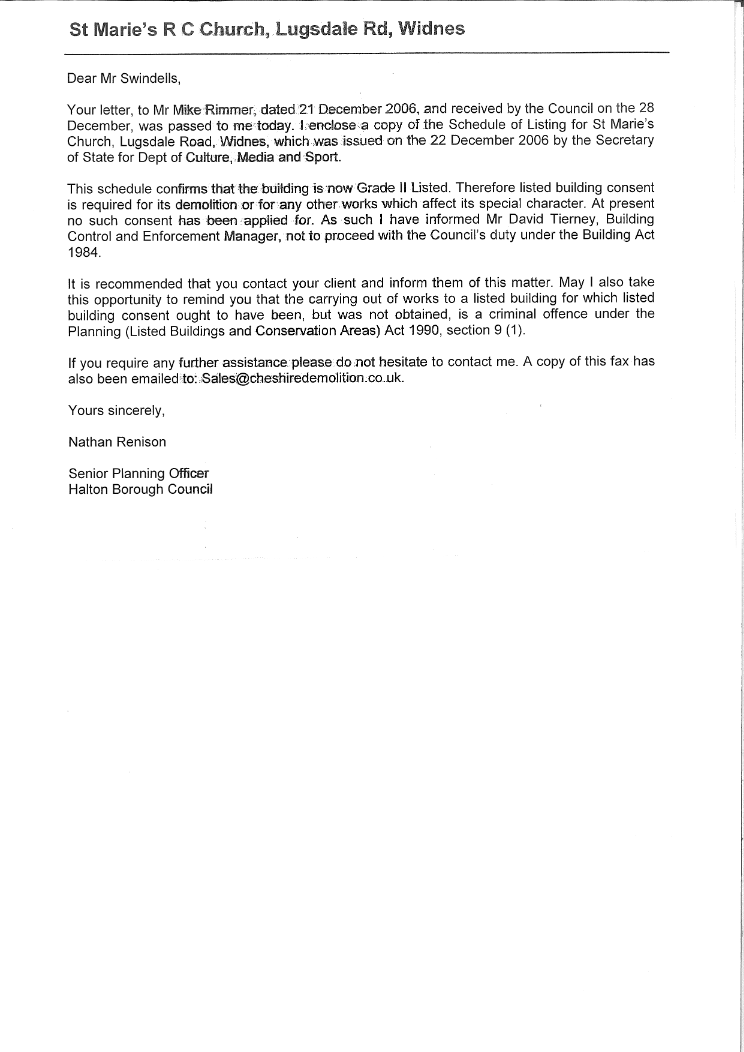 St Marie's R C Church, Lugsdale Rd, Widnes
Dear Mr Swindells,
Your letter, to Mr Mike Rimmer, dated 21 December 2006, and received by the Council on the 28
December, was passed to me today. I enclose a copy of the Schedule of Listing for St Marie's
Church, Lugsdale Road, Widnes, which was issued on the 22 December 2006 by the Secretary
of State for Dept of Culture, Media and Sport.
This schedule confirms that the building is now Grade II Listed. Therefore listed building consent
is required for its demolition or for any other works which affect its special character. At present
no such consent has been applied for. As such I have informed Mr David Tierney, Building
Control and Enforcement Manager, not to proceed with the Council's duty under the Building Act
1984.
It is recommended that you contact your client and inform them of this matter. May I also take
this opportunity to remind you that the carrying out of works to a listed building for which listed
building consent ought to have been, but was not obtained, is a criminal offence under the
Planning (Listed Buildings and Conservation Areas) Act 1990, section 9 (1).
If you require any further assistance please do not hesitate to contact me. A copy of this fax has
also been emailed to: Sales@cheshiredemolition.co.uk.
Yours sincerely,
Nathan Renison
Senior Planning Officer
Halton Borough Council